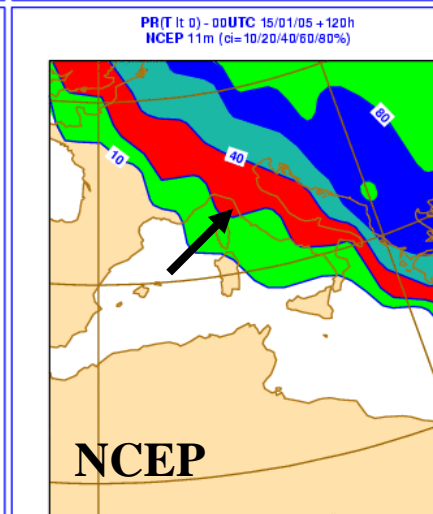 PR(T lt 0) - 00UTC 15/01/05 +120h
NCEP 11m (ci=10/20/40/60/80%)
80
10
40
NCEP